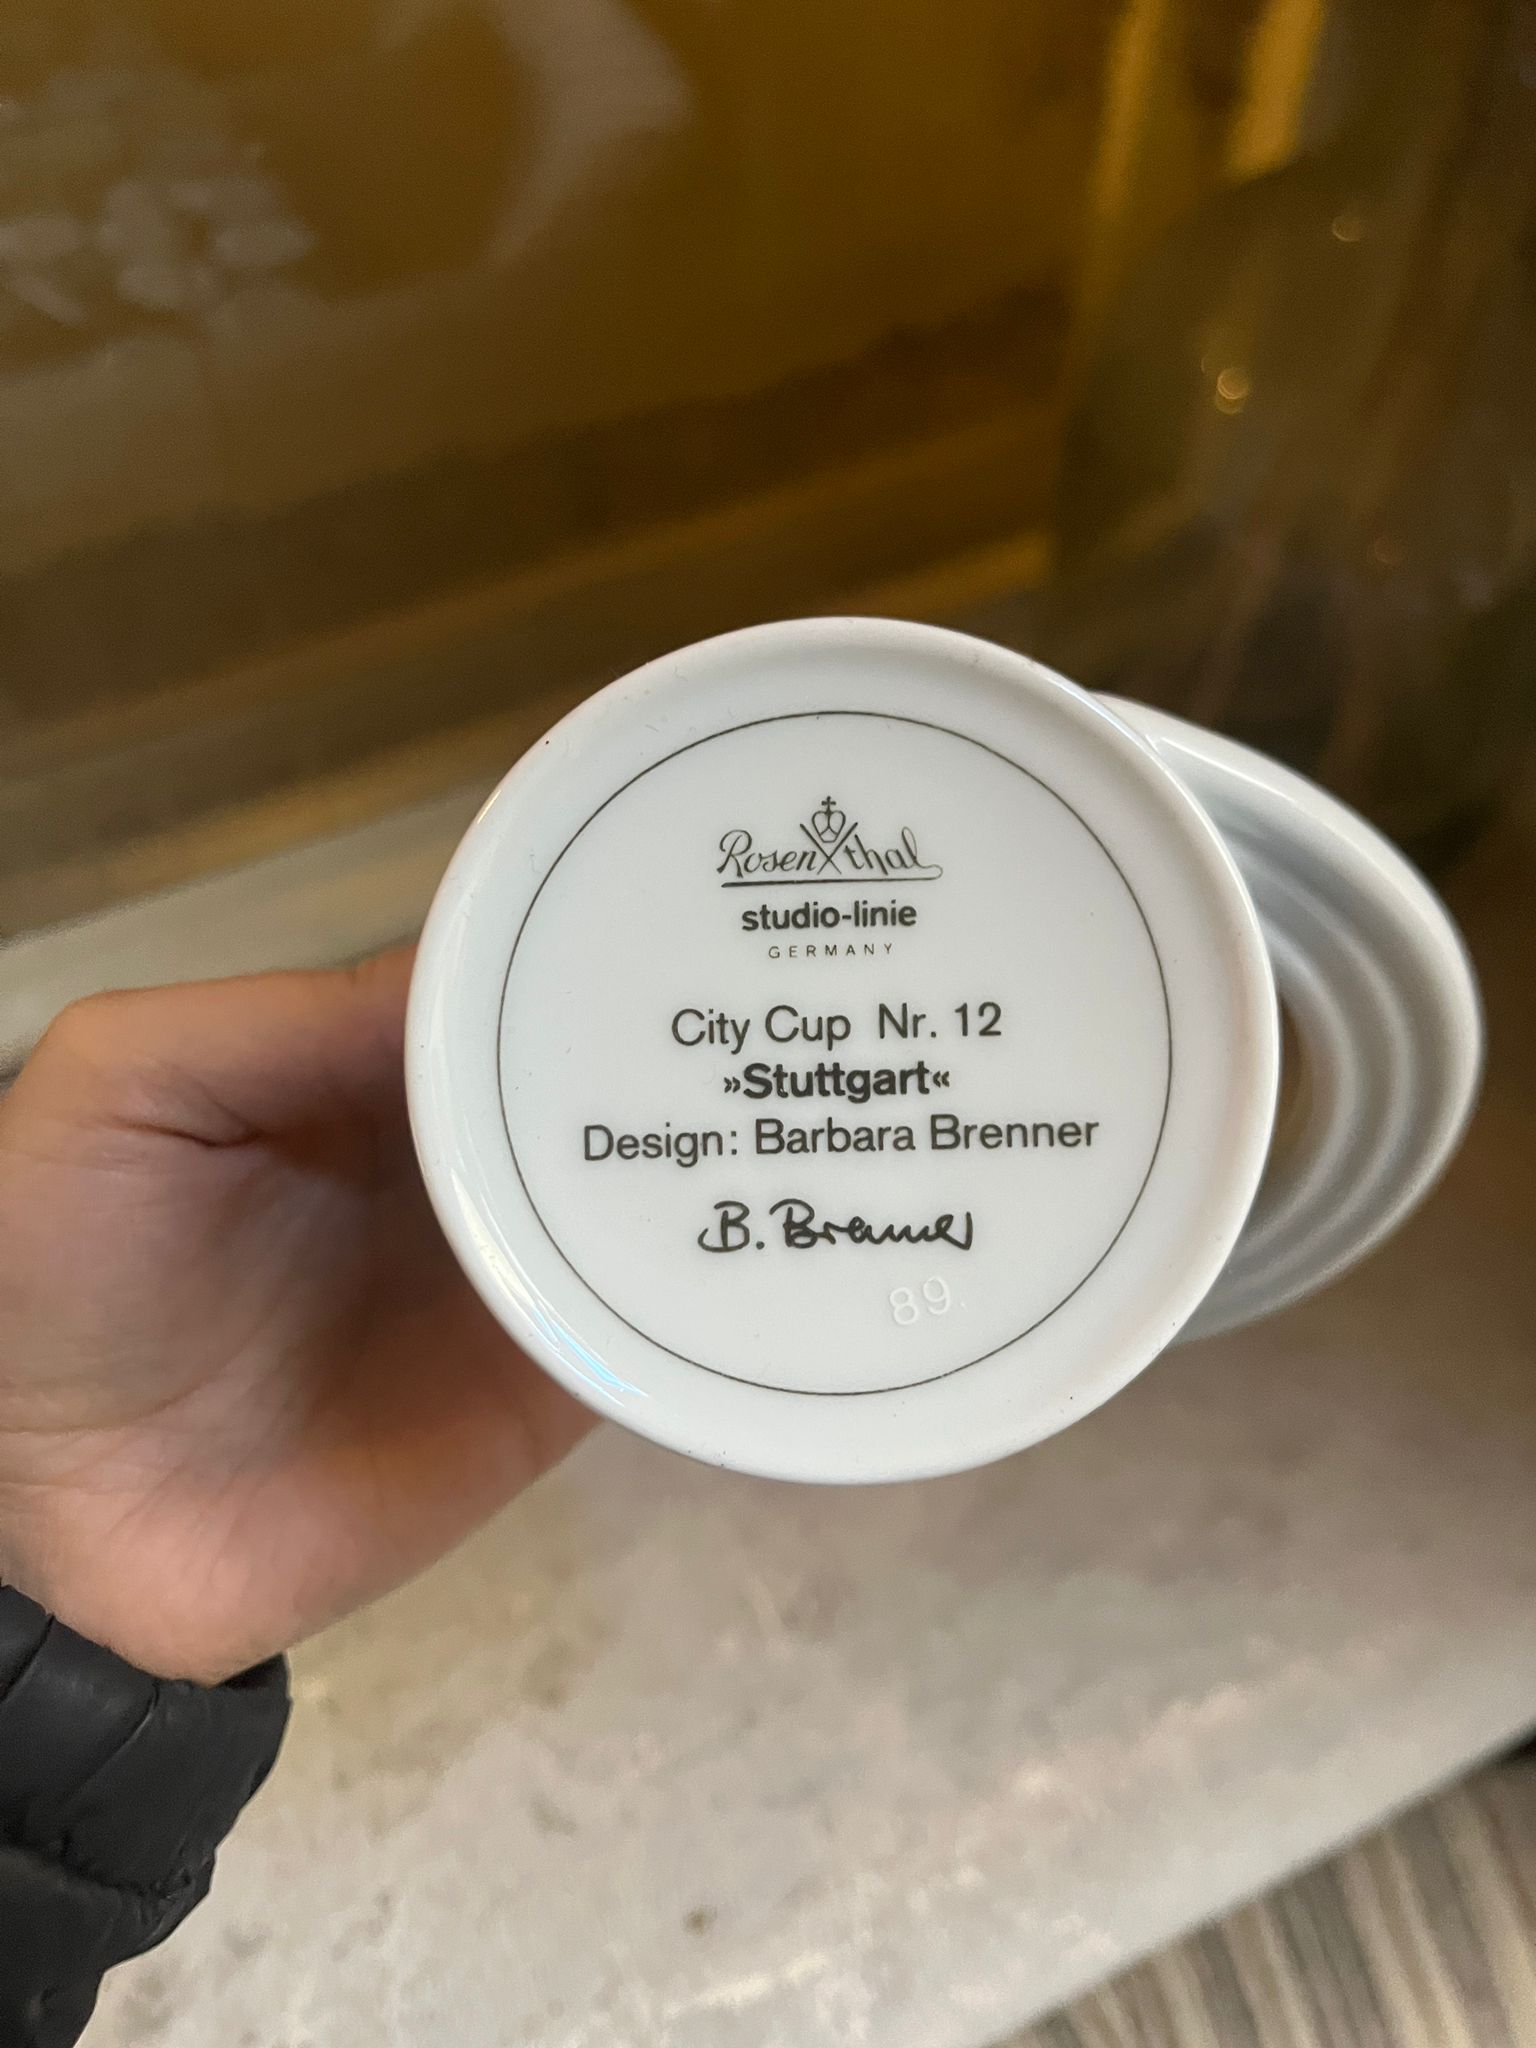 Rosenthal
studio-linie
GERMANY
City Cup Nr. 12
»Stuttgart«
Design: Barbara Brenner
B. Brenner
89.